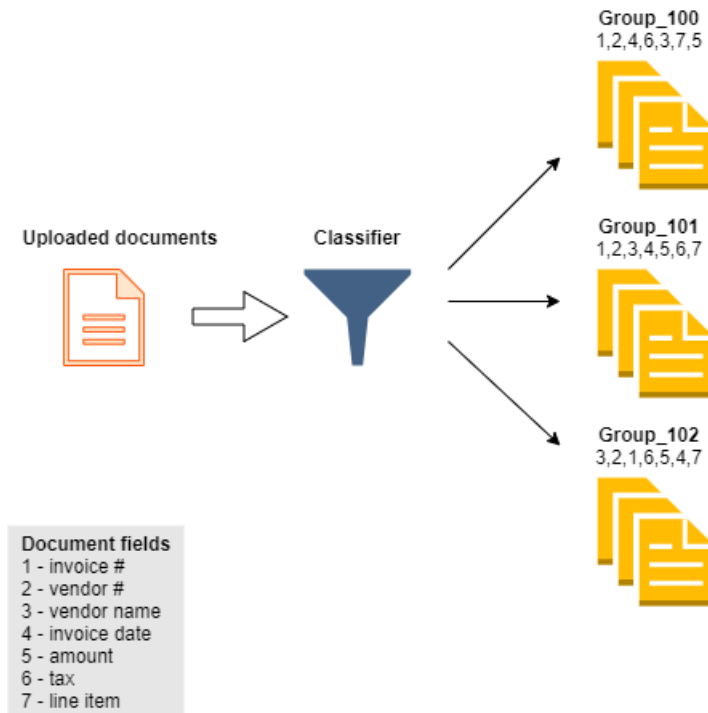 Group_100
1,2,4,6,3,7,5
Uploaded documents
Classifier
Group_101
1,2,3,4,5,6,7
Group_102
3,2,1,6,5,4,7
Document fields
1 - invoice #
2 - vendor #
3 - vendor name
4 - invoice date
5 - amount
6 - tax
7 - line item